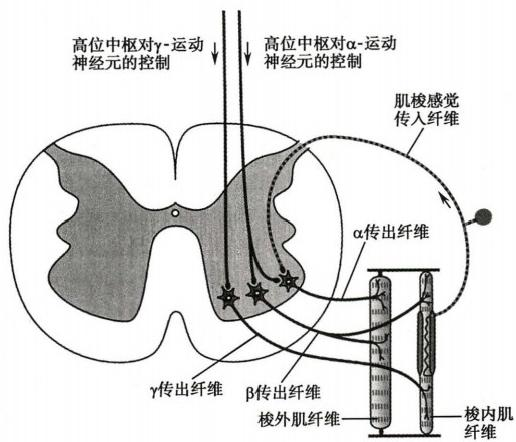 高位中枢对γ-运动
神经元的控制
高位中枢对α-运动
神经元的控制
肌梭感觉
传入纤维
α传出纤维
γ传出纤维
β传出纤维
梭外肌纤维
梭内肌
纤维